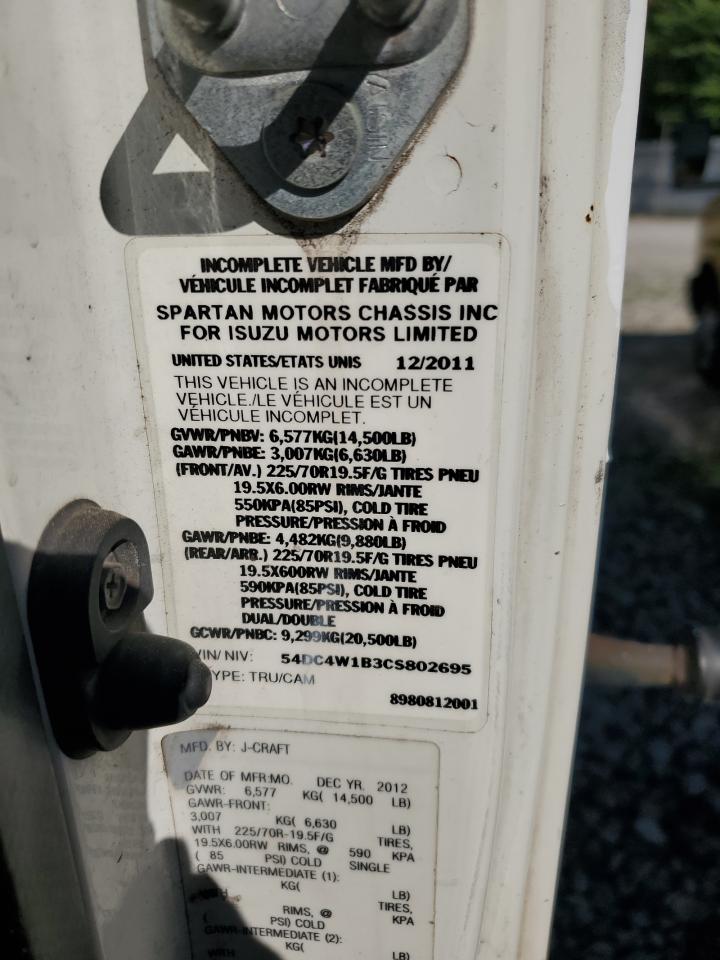 INCOMPLETE VEHICLE MFD BY/
VÉHICULE INCOMPLET FABRIQUÉ PAR
SPARTAN MOTORS CHASSIS INC
FOR ISUZU MOTORS LIMITED
UNITED STATES/ETATS UNIS 12/2011
THIS VEHICLE IS AN INCOMPLETE
VEHICLE./LE VÉHICULE EST UN
VÉHICULE INCOMPLET.
GVWR/PNBV: 6,577KG(14,500LB)
GAWR/PNBE: 3,007KG(6,630LB)
(FRONT/AV.) 225/70R19.5F/G TIRES PNEU
19.5X6.00RW RIMS/JANTE
550KPA(85PSI), COLD TIRE
PRESSURE/PRESSION À FROID
GAWR/PNBE: 4,482KG(9,880LB)
(REAR/ARR.) 225/70R19.5F/G TIRES PNEU
19.5X600RW RIMS/JANTE
590KPA(85PSI), COLD TIRE
PRESSURE/PRESSION À FROID
DUAL/DOUBLE
GCWR/PNBC: 9,299KG(20,500LB)
VIN/ NIV: 54DC4W1B3CS802695
YPE: TRU/CAM
8980812001
MFD. BY: J-CRAFT
DATE OF MFR:MO. DEC YR. 2012
GVWR: 6,577 KG( 14,500 LB)
GAWR-FRONT:
3,007 KG( 6,630 LB)
WITH 225/70R-19.5F/G TIRES,
19.5X6.00RW RIMS, @ 590 KPA
( 85 PSI) COLD SINGLE
GAWR-INTERMEDIATE (1):
KG( LB)
WITH TIRES,
RIMS, @ KPA
( PSI) COLD
GAWR-INTERMEDIATE (2):
KG( LB)
WITH